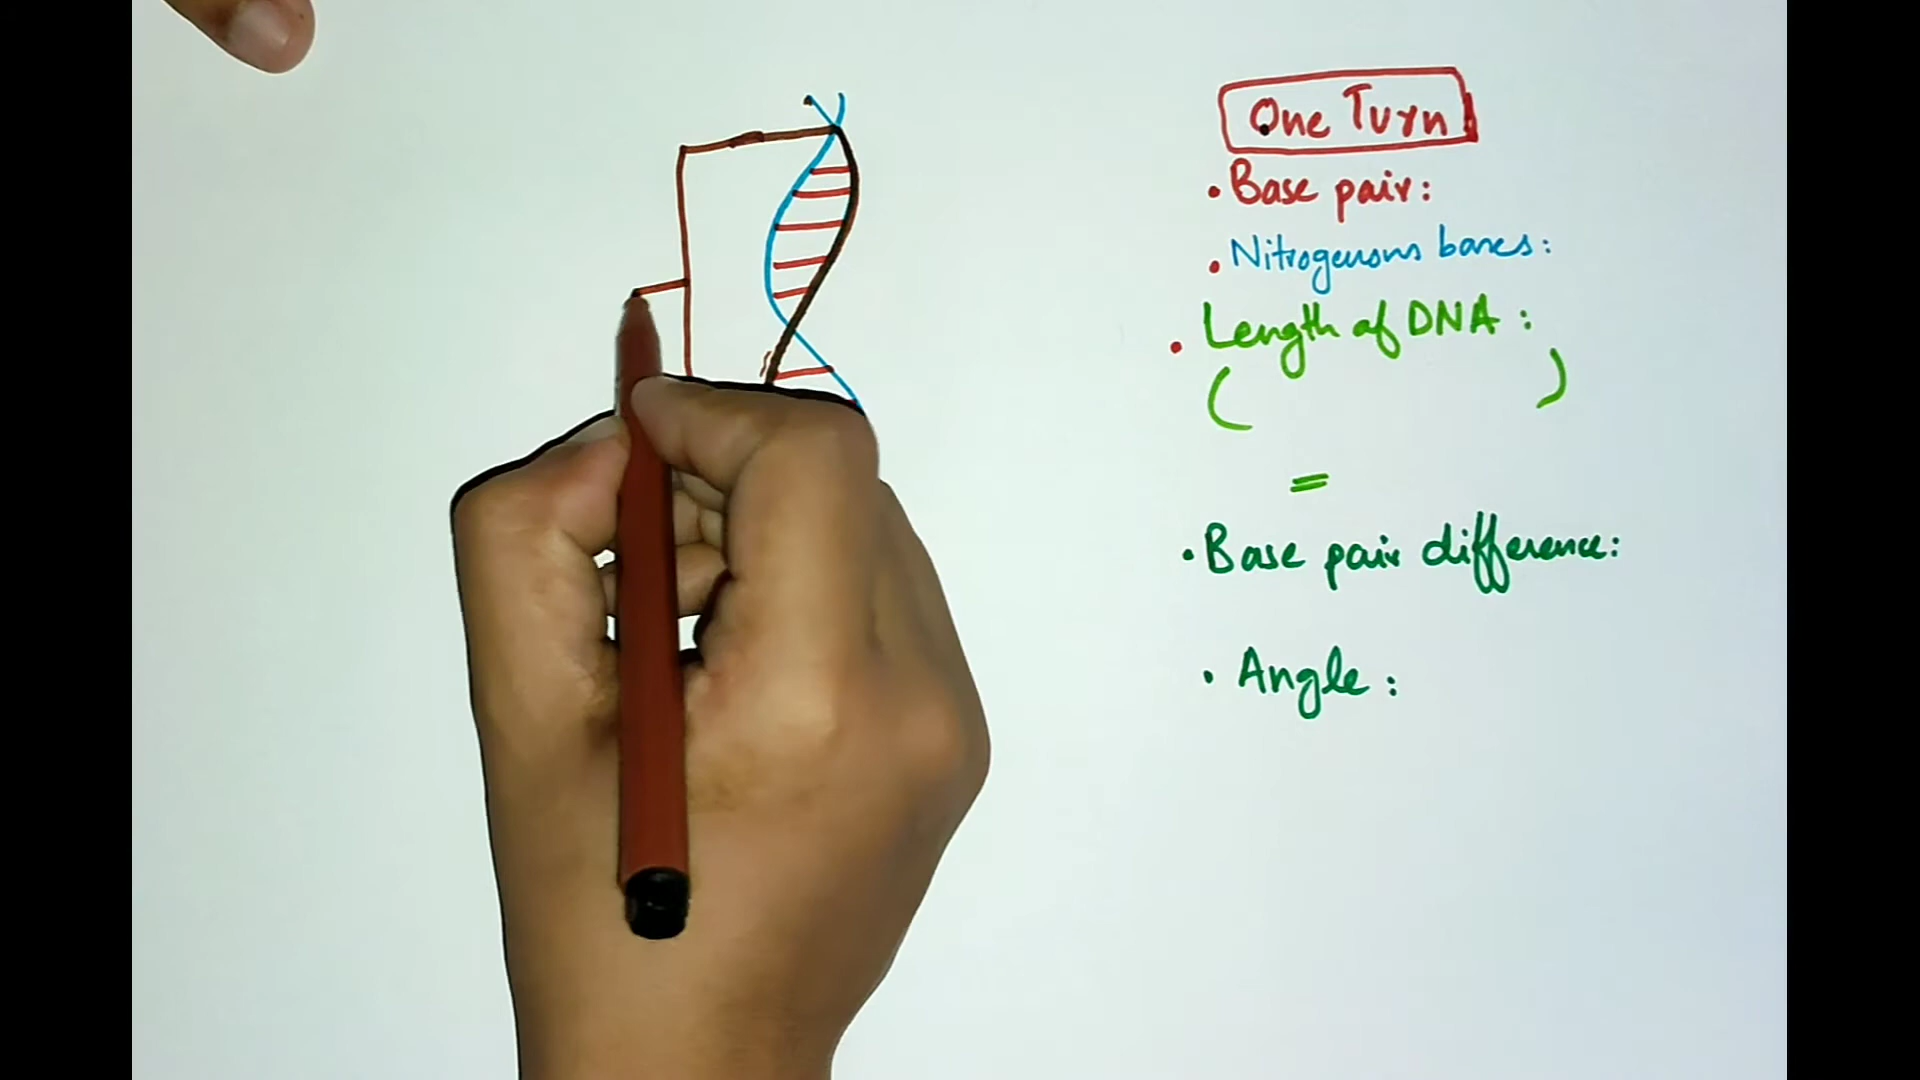 One Turn
• Base pair:
• Nitrogenous bases:
• Length of DNA :
( )
=
• Base pair difference:
• Angle :